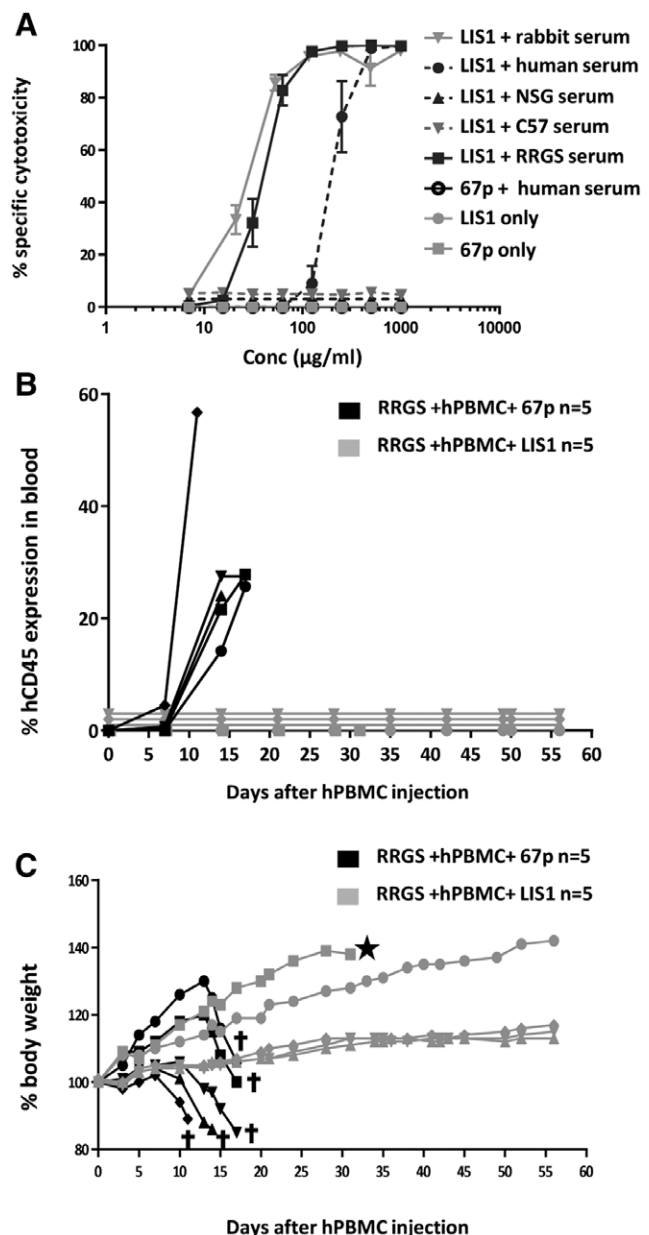 A
% specific cytotoxicity
100
80
60
40
20
0
1
10
100
1000
10000
Conc (µg/ml)
LIS1 + rabbit serum
LIS1 + human serum
LIS1 + NSG serum
LIS1 + C57 serum
LIS1 + RRGS serum
67p + human serum
LIS1 only
67p only
B
% hCD45 expression in blood
60
40
20
0
0
5
10
15
20
25
30
35
40
45
50
55
60
Days after hPBMC injection
RRGS +hPBMC+ 67p n=5
RRGS +hPBMC+ LIS1 n=5
C
% body weight
160
140
120
100
80
0
5
10
15
20
25
30
35
40
45
50
55
60
Days after hPBMC injection
RRGS +hPBMC+ 67p n=5
RRGS +hPBMC+ LIS1 n=5
†
†
†
†
†